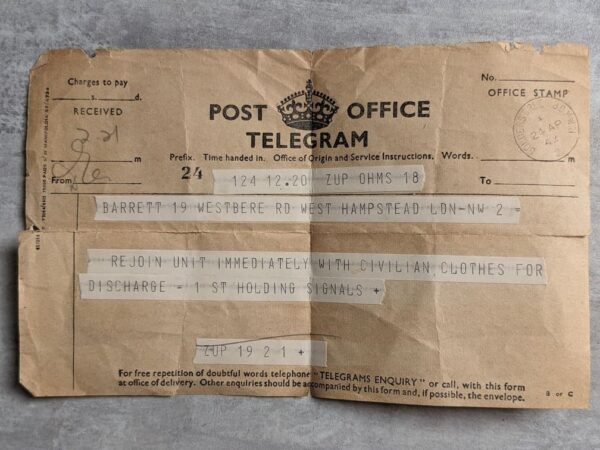 Charges to pay
s. d.
RECEIVED
POST OFFICE
TELEGRAM
No.
OFFICE STAMP
Prefix. Time handed in. Office of Origin and Service Instructions. Words.
24
m
From
To
124 12.20 ZUP OHMS 18
BARRETT 19 WESTBERE RD WEST HAMPSTEAD LDN-NW 2 =
REJOIN UNIT IMMEDIATELY WITH CIVILIAN CLOTHES FOR
DISCHARGE - 1 ST HOLDING SIGNALS +
ZUP 19 2 1 +
For free repetition of doubtful words telephone "TELEGRAMS ENQUIRY" or call, with this form
at office of delivery. Other enquiries should be accompanied by this form and, if possible, the envelope.
B or C